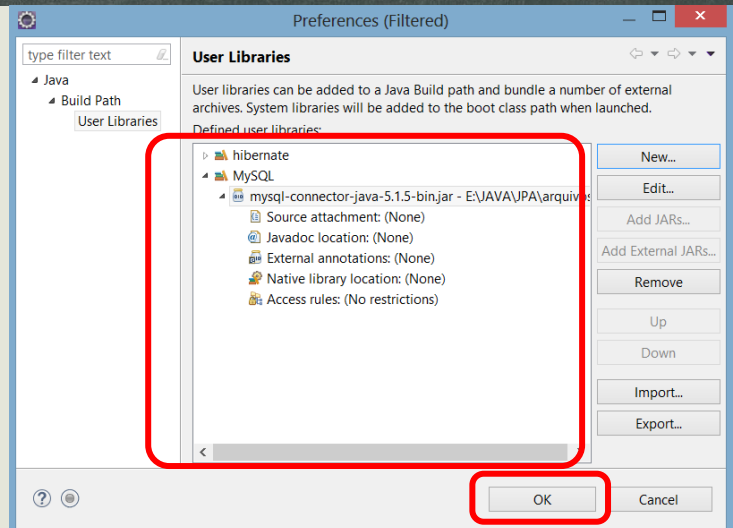 Preferences (Filtered)
type filter text
Java
Build Path
User Libraries
User Libraries
User libraries can be added to a Java Build path and bundle a number of external
archives. System libraries will be added to the boot class path when launched.
Defined user libraries:
hibernate
MySQL
mysql-connector-java-5.1.5-bin.jar - E:\JAVA\JPA\arquivos
Source attachment: (None)
Javadoc location: (None)
External annotations: (None)
Native library location: (None)
Access rules: (No restrictions)
New...
Edit...
Add JARs...
Add External JARs...
Remove
Up
Down
Import...
Export...
OK
Cancel